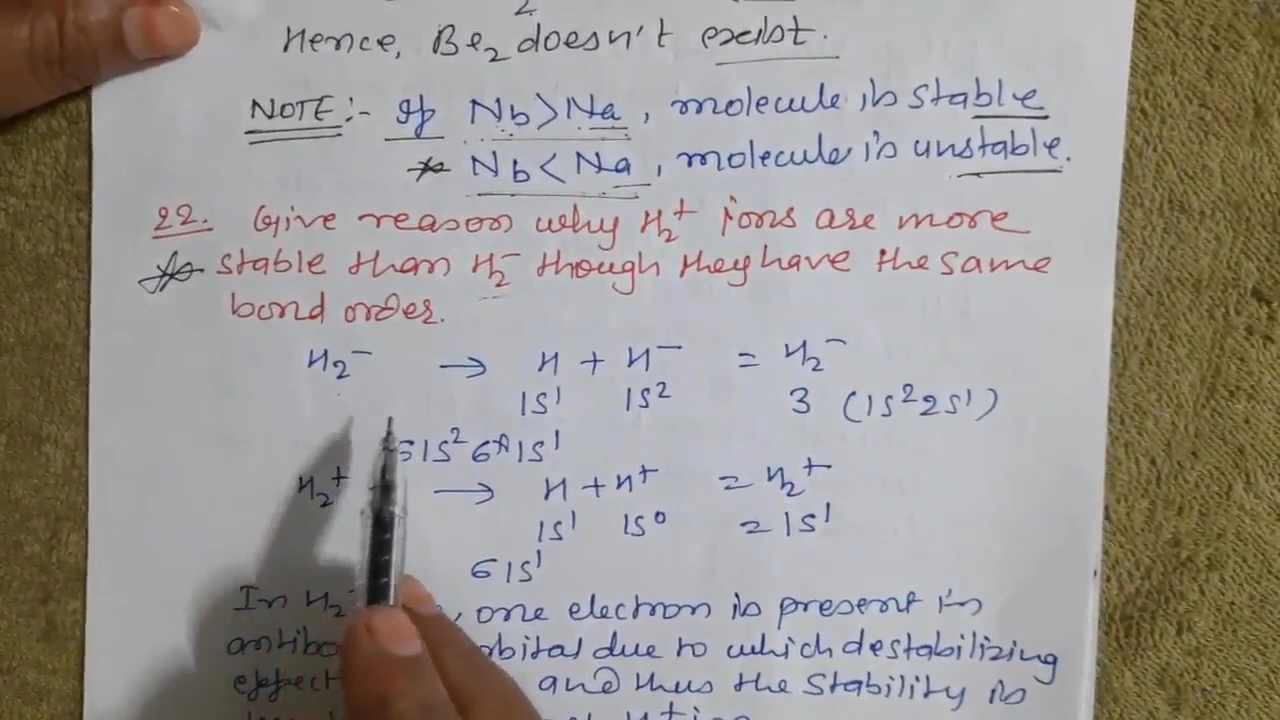 2
Hence, Be₂ doesn't exist.
NOTE :- If Nb > Na, molecule is stable
* Nb < Na, molecule is unstable.
22. Give reason why H₂⁺ ions are more
stable than H₂⁻ though they have the same
bond order.
H₂⁻ → H + H⁻ = H₂⁻
1s¹ 1s² 3 (1s²2s¹)
σ1s² σ*1s¹
H₂⁺ → H + H⁺ = H₂⁺
1s¹ 1s⁰ = 1s¹
σ1s¹
In H₂⁻ , one electron is present in
due to which destabilizing
and thus the stability is